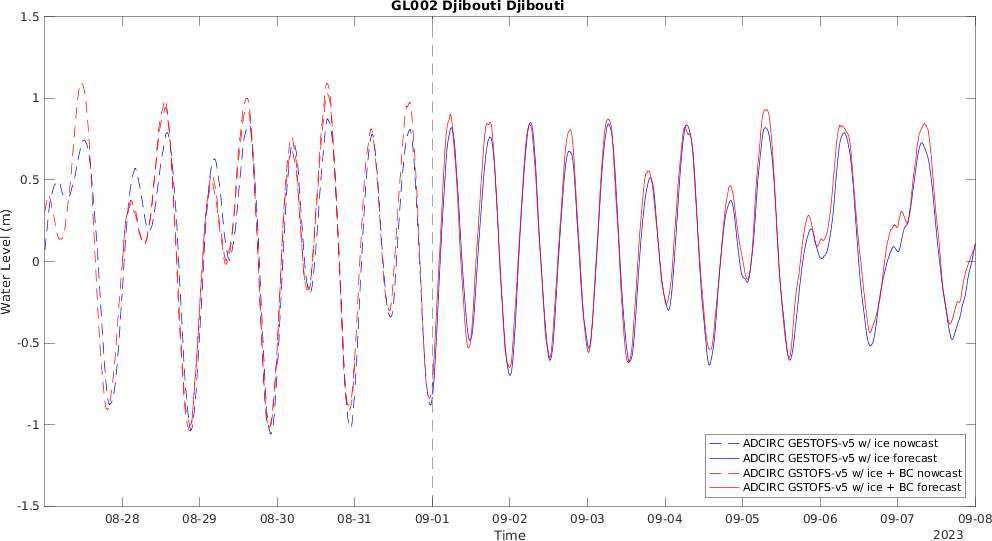 GL002 Djibouti Djibouti
1.5
1
0.5
0
-0.5
-1
-1.5
Water Level (m)
ADCIRC GESTOFS-v5 w/ ice nowcast
ADCIRC GESTOFS-v5 w/ ice forecast
ADCIRC GSTOFS-v5 w/ ice + BC nowcast
ADCIRC GSTOFS-v5 w/ ice + BC forecast
08-28 08-29 08-30 08-31 09-01 09-02 09-03 09-04 09-05 09-06 09-07 09-08
Time
2023